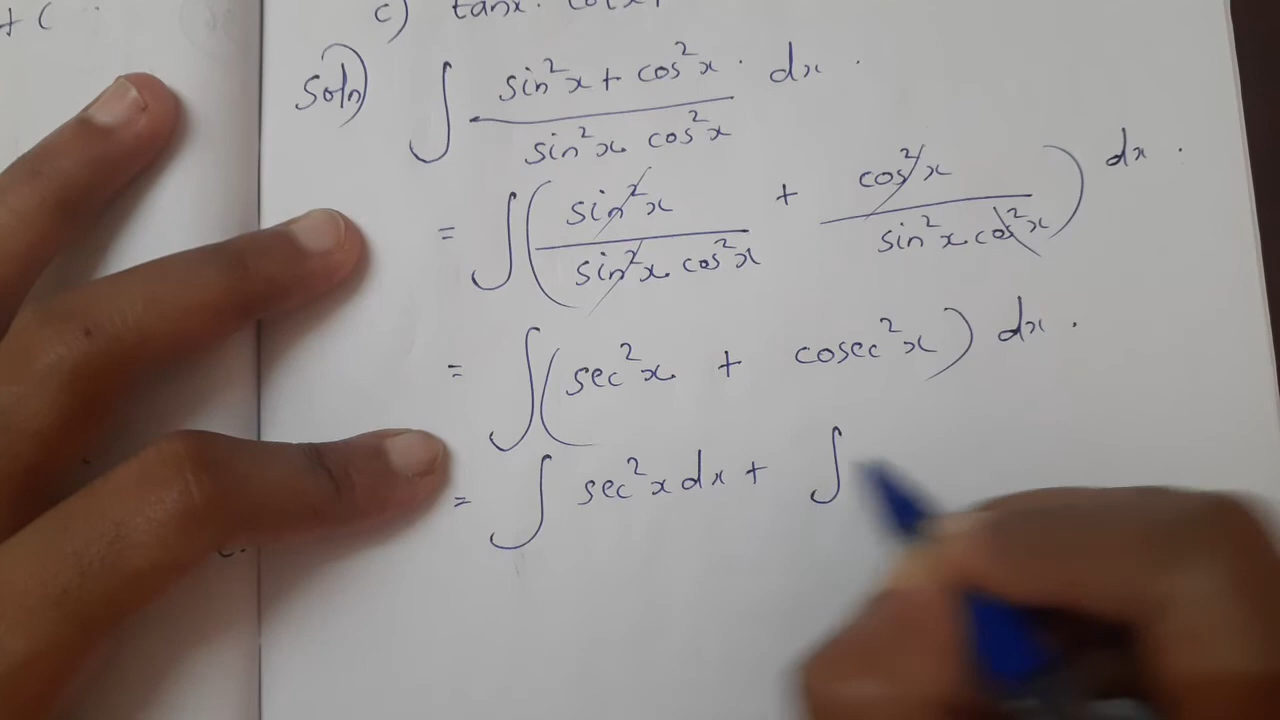 + C
c) tanx.
Soln) ∫ sin²x + cos²x / sin²x cos²x . dx .
= ∫( sin²x / sin²x cos²x + cos²x / sin²x cos²x ) dx .
= ∫( sec²x + cosec²x ) dx .
= ∫ sec²x dx + ∫